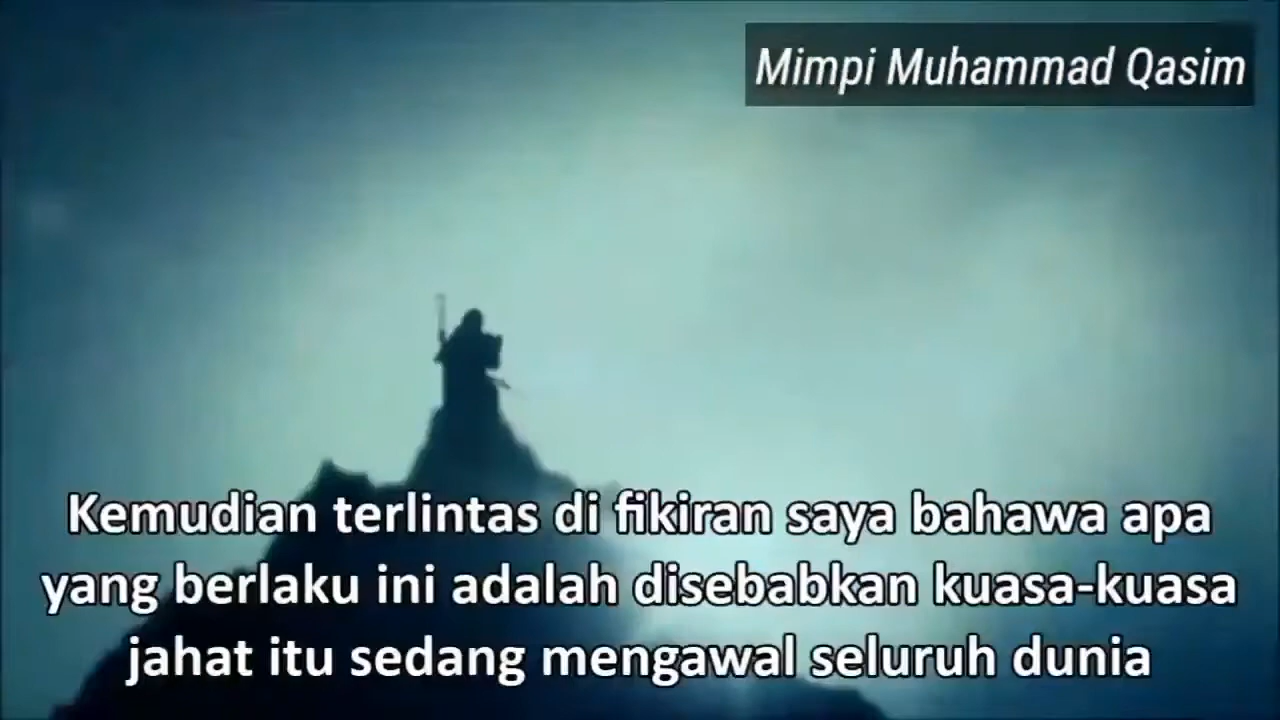 Mimpi Muhammad Qasim
Kemudian terlintas di fikiran saya bahawa apa
yang berlaku ini adalah disebabkan kuasa-kuasa
jahat itu sedang mengawal seluruh dunia